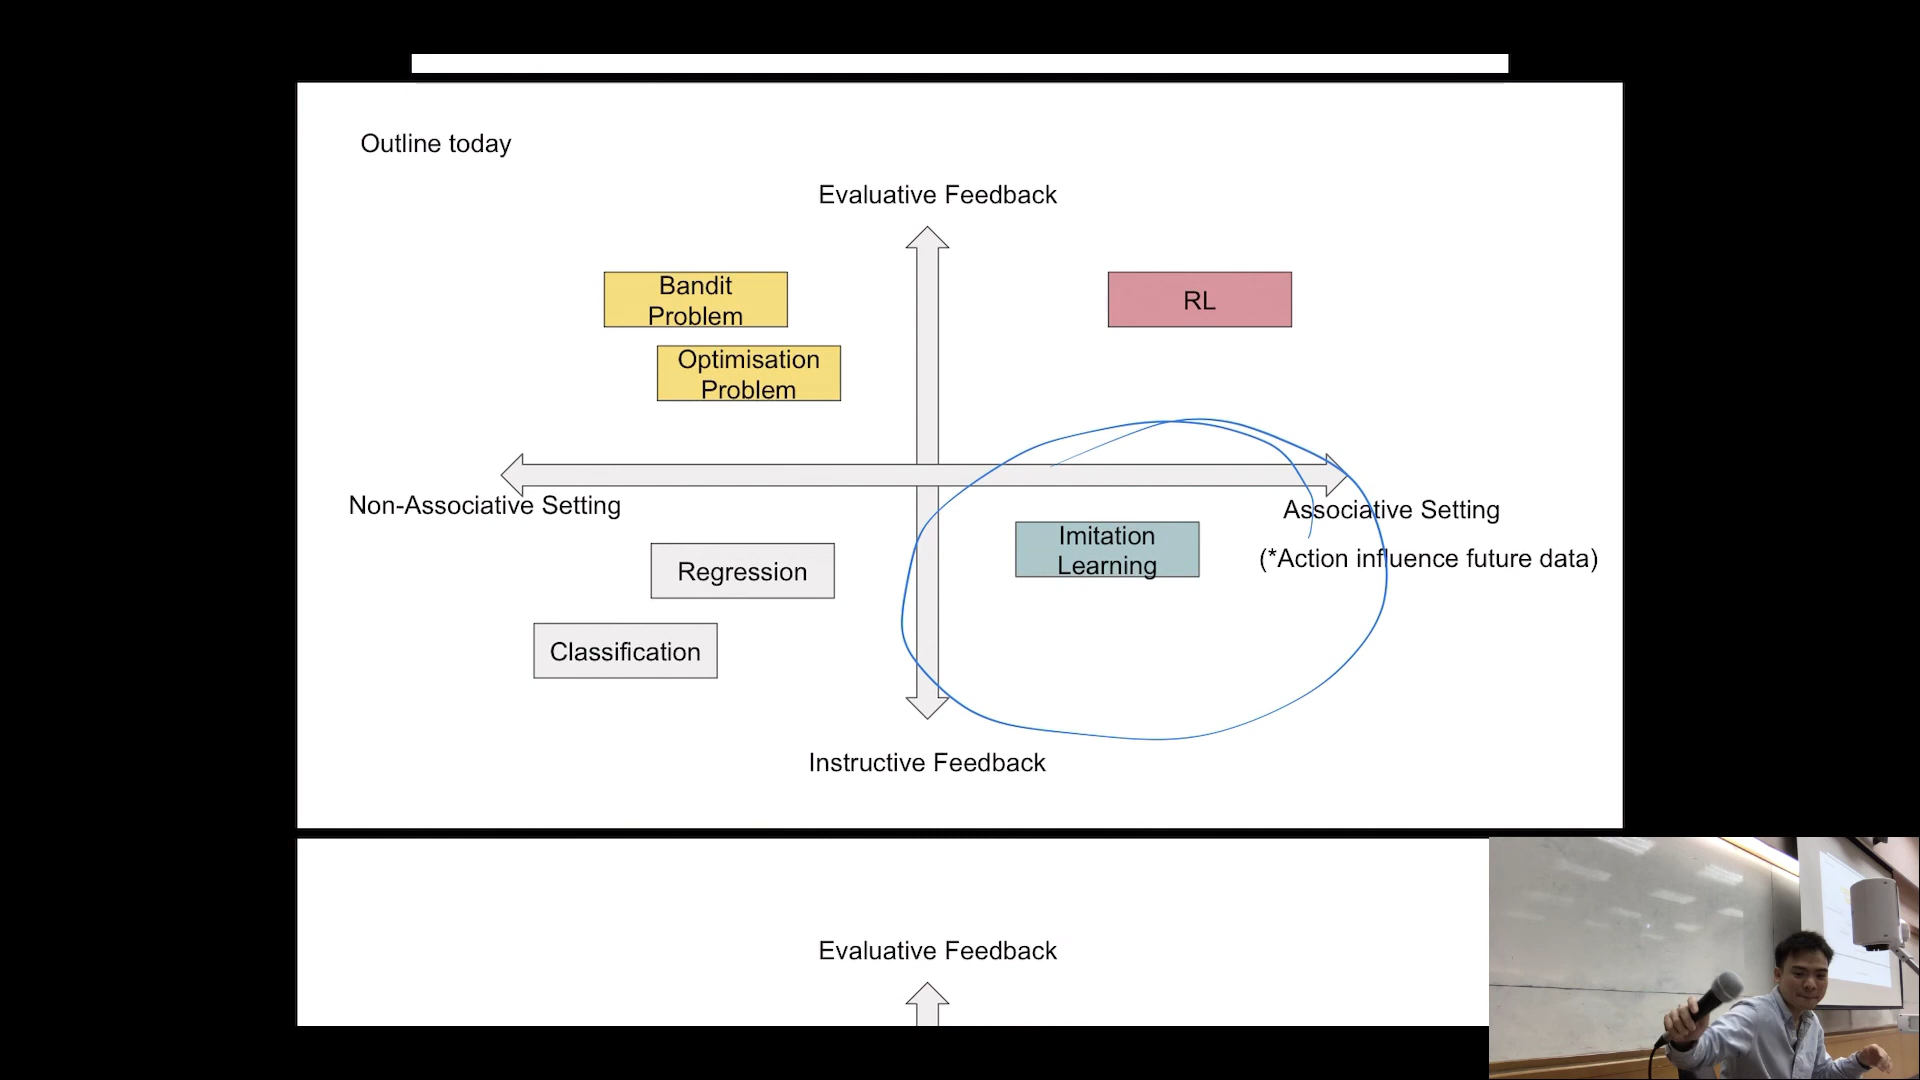 Outline today
Evaluative Feedback
Bandit
Problem
RL
Optimisation
Problem
Non-Associative Setting
Associative Setting
(*Action influence future data)
Imitation
Learning
Regression
Classification
Instructive Feedback
Evaluative Feedback